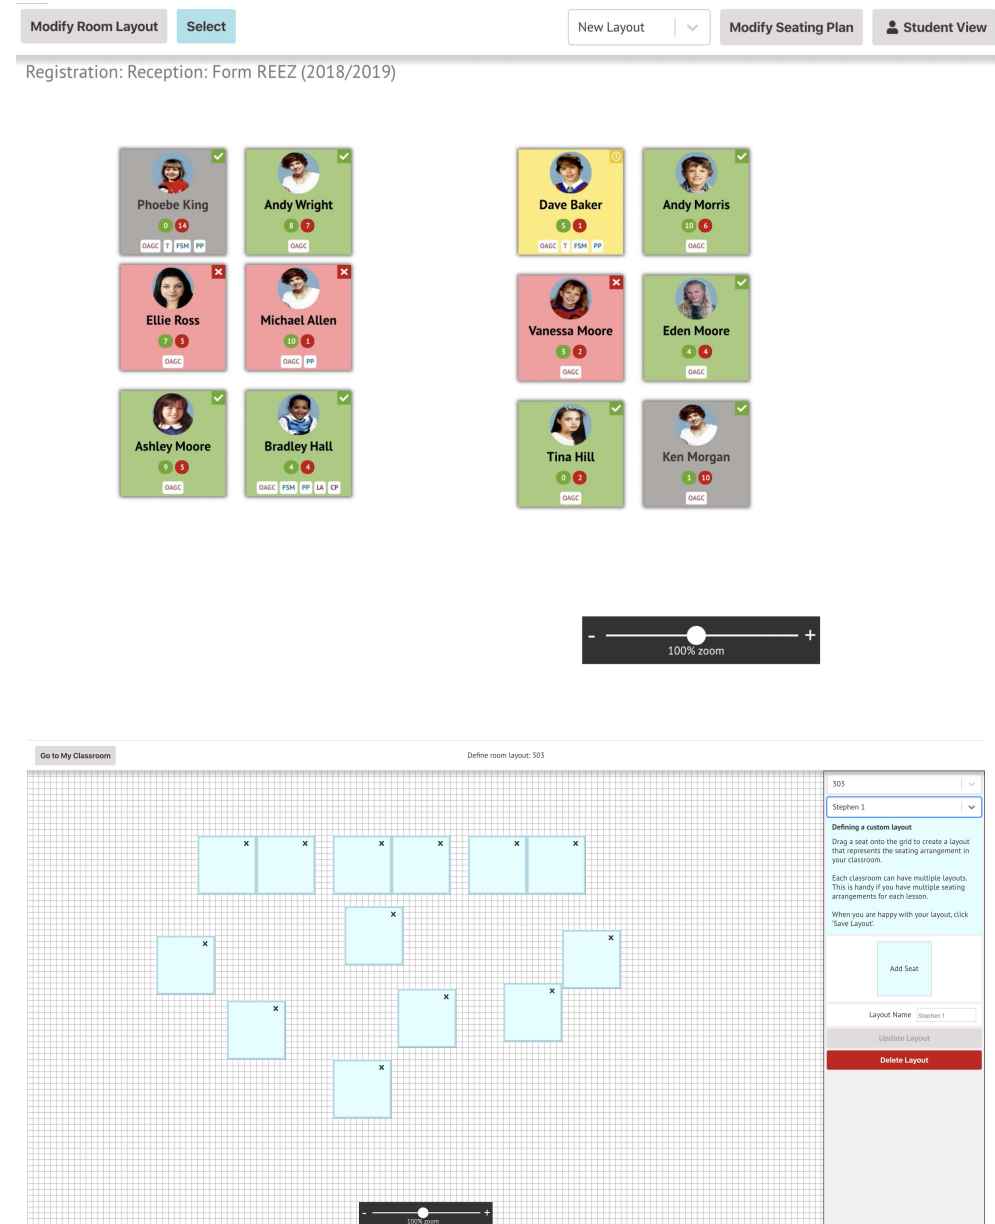 Modify Room Layout Select New Layout Modify Seating Plan Student View
Registration: Reception: Form REEZ (2018/2019)
Phoebe King
0 14
OAGC T FSM PP
Andy Wright
8 7
OAGC
Dave Baker
5 1
OAGC T FSM PP
Andy Morris
10 6
OAGC
Ellie Ross
7 3
OAGC
Michael Allen
10 1
OAGC PP
Vanessa Moore
3 2
OAGC
Eden Moore
4 4
OAGC
Ashley Moore
9 5
OAGC
Bradley Hall
4 4
OAGC FSM PP LA CP
Tina Hill
0 2
OAGC
Ken Morgan
1 10
OAGC
- +
100% zoom
Go to My Classroom
Define room layout: 303
303
Stephen 1
Defining a custom layout
Drag a seat onto the grid to create a layout
that represents the seating arrangement in
your classroom.
Each classroom can have multiple layouts.
This is handy if you have multiple seating
arrangements for each lesson.
When you are happy with your layout, click
'Save Layout'.
Add Seat
Layout Name Stephen 1
Update Layout
Delete Layout
- +
100% zoom